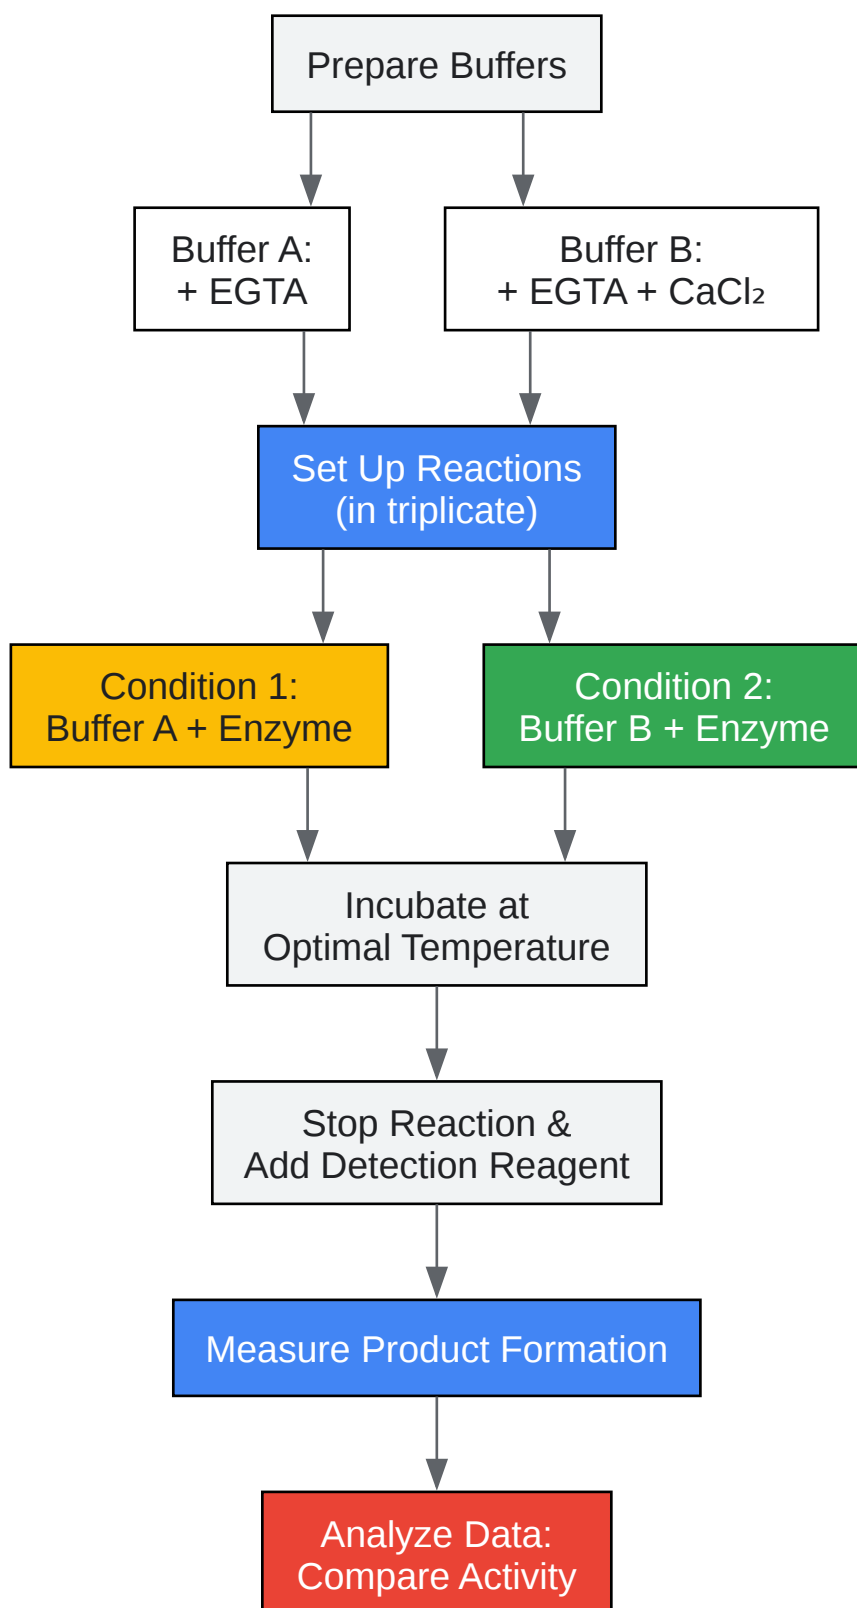 Prepare Buffers
Buffer A:
+ EGTA
Buffer B:
+ EGTA + CaCl₂
Set Up Reactions
(in triplicate)
Condition 1:
Buffer A + Enzyme
Condition 2:
Buffer B + Enzyme
Incubate at
Optimal Temperature
Stop Reaction &
Add Detection Reagent
Measure Product Formation
Analyze Data:
Compare Activity